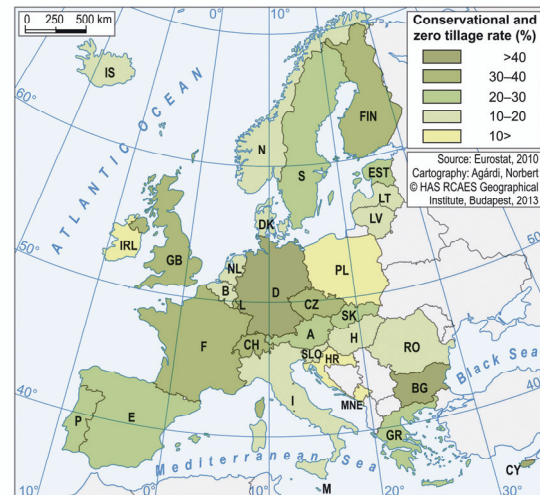 0 250 500 km
Conservational and
zero tillage rate (%)
>40
30–40
20–30
10–20
10>
Source: Eurostat, 2010
Cartography: Agárdi, Norbert
© HAS RCAES Geographical
Institute, Budapest, 2013
IS
60°
ATLANTIC OCEAN
FIN
N
S
EST
LT
LV
DK
60°
50°
IRL
GB
NL
B
L
D
PL
CZ
SK
50°
F
CH
A
H
SLO
HR
RO
MNE
BG
Black Sea
40°
P
E
I
GR
40°
Mediterranean Sea
CY
M
10°
0°
10°
20°